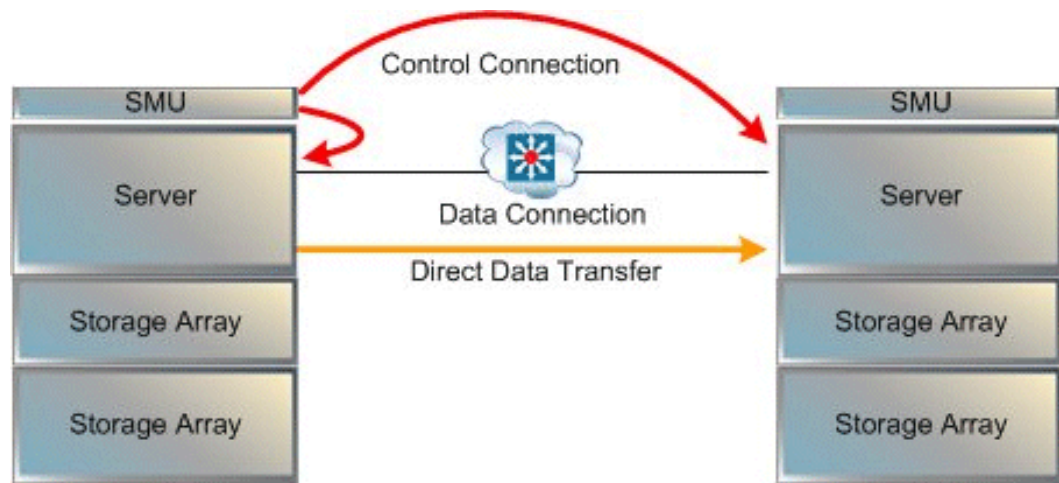 Control Connection
SMU
SMU
Server
Server
Data Connection
Direct Data Transfer
Storage Array
Storage Array
Storage Array
Storage Array